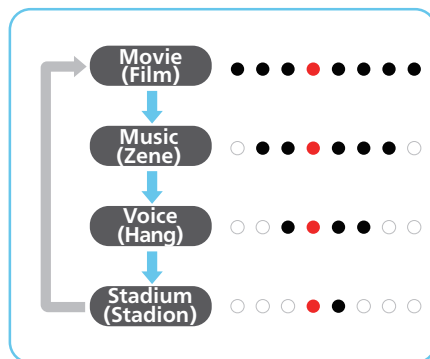 Movie
(Film)
Music
(Zene)
Voice
(Hang)
Stadium
(Stadion)